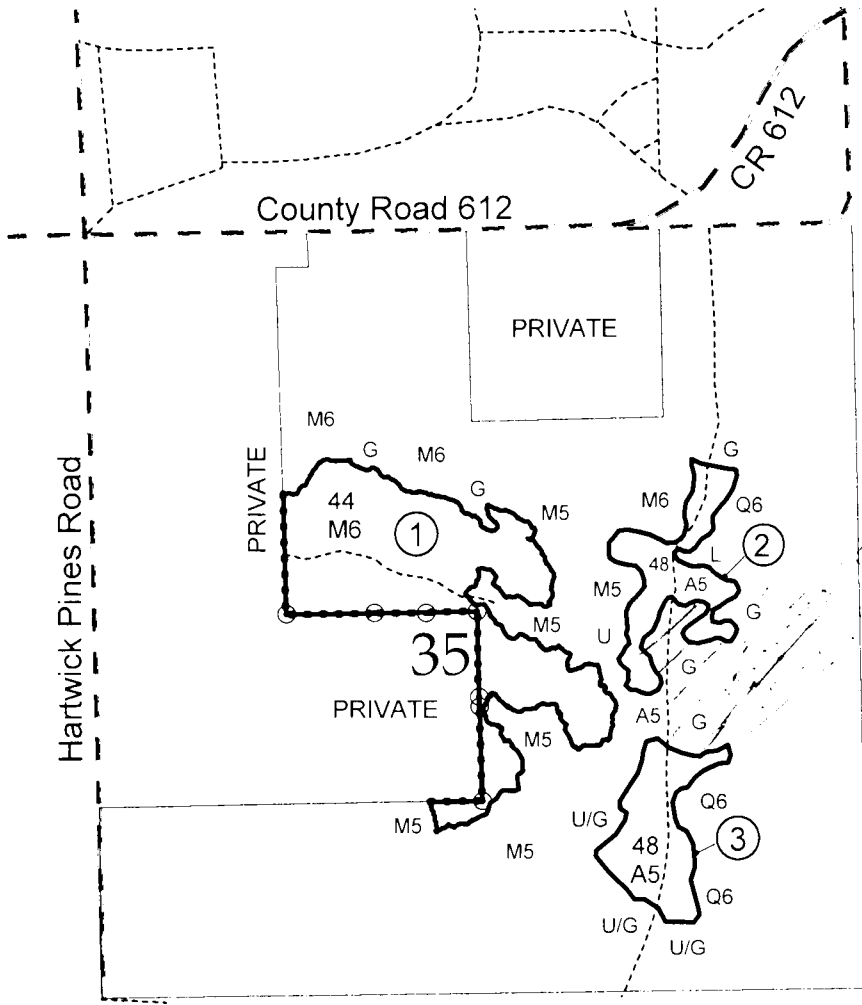 CR 612
County Road 612
PRIVATE
M6
G
M6
G
PRIVATE
Hartwick Pines Road
44
M6
1
G
M5
M6
Q6
L
2
48
A5
M5
G
U
M5
35
G
PRIVATE
A5
G
M5
Q6
M5
U/G
M5
48
A5
3
Q6
U/G
U/G